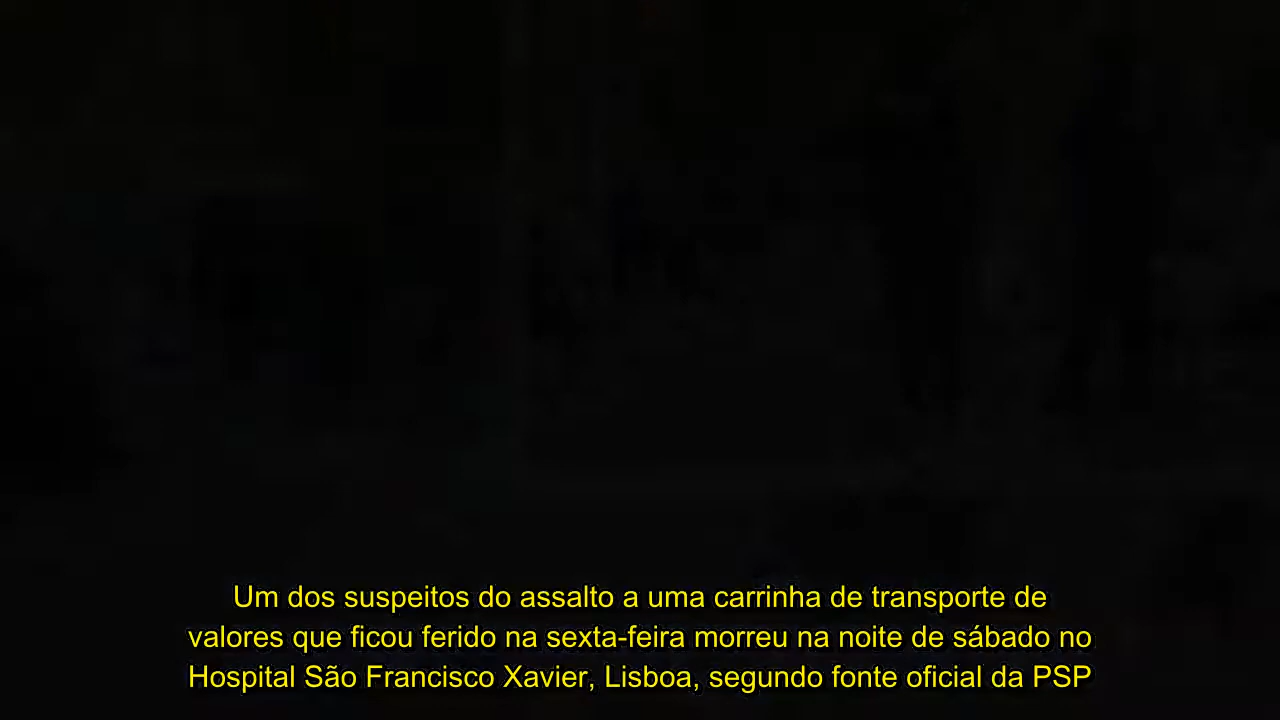 Um dos suspeitos do assalto a uma carrinha de transporte de
valores que ficou ferido na sexta-feira morreu na noite de sábado no
Hospital São Francisco Xavier, Lisboa, segundo fonte oficial da PSP